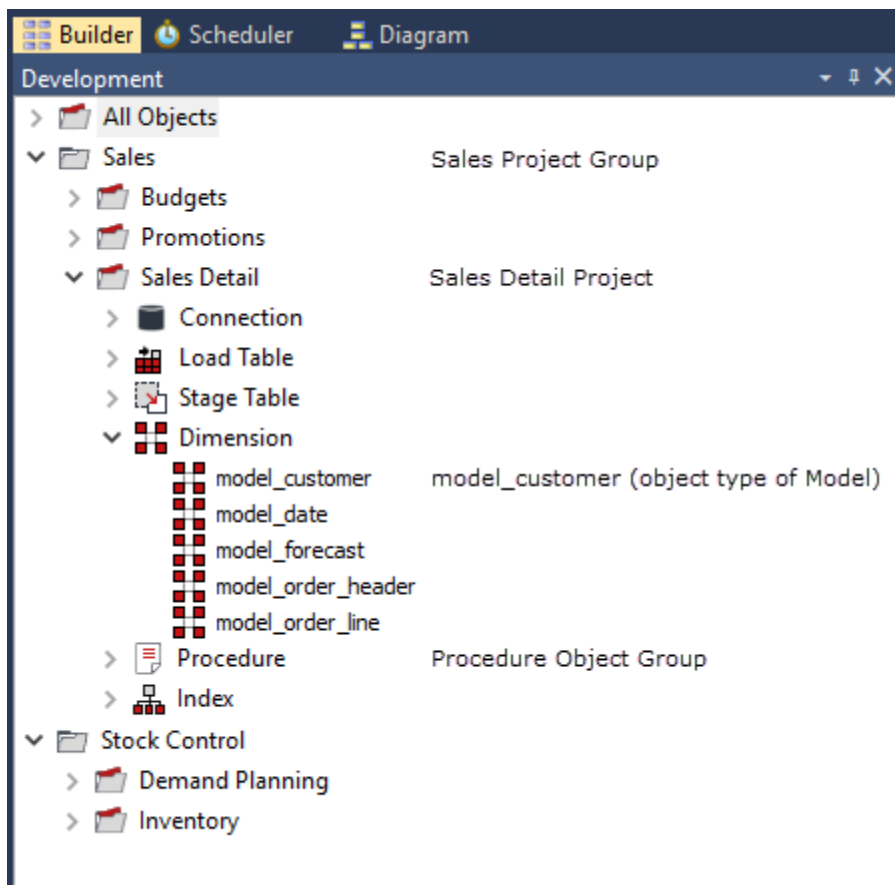 Builder Scheduler Diagram
Development
All Objects
Sales Sales Project Group
Budgets
Promotions
Sales Detail Sales Detail Project
Connection
Load Table
Stage Table
Dimension
model_customer model_customer (object type of Model)
model_date
model_forecast
model_order_header
model_order_line
Procedure Procedure Object Group
Index
Stock Control
Demand Planning
Inventory